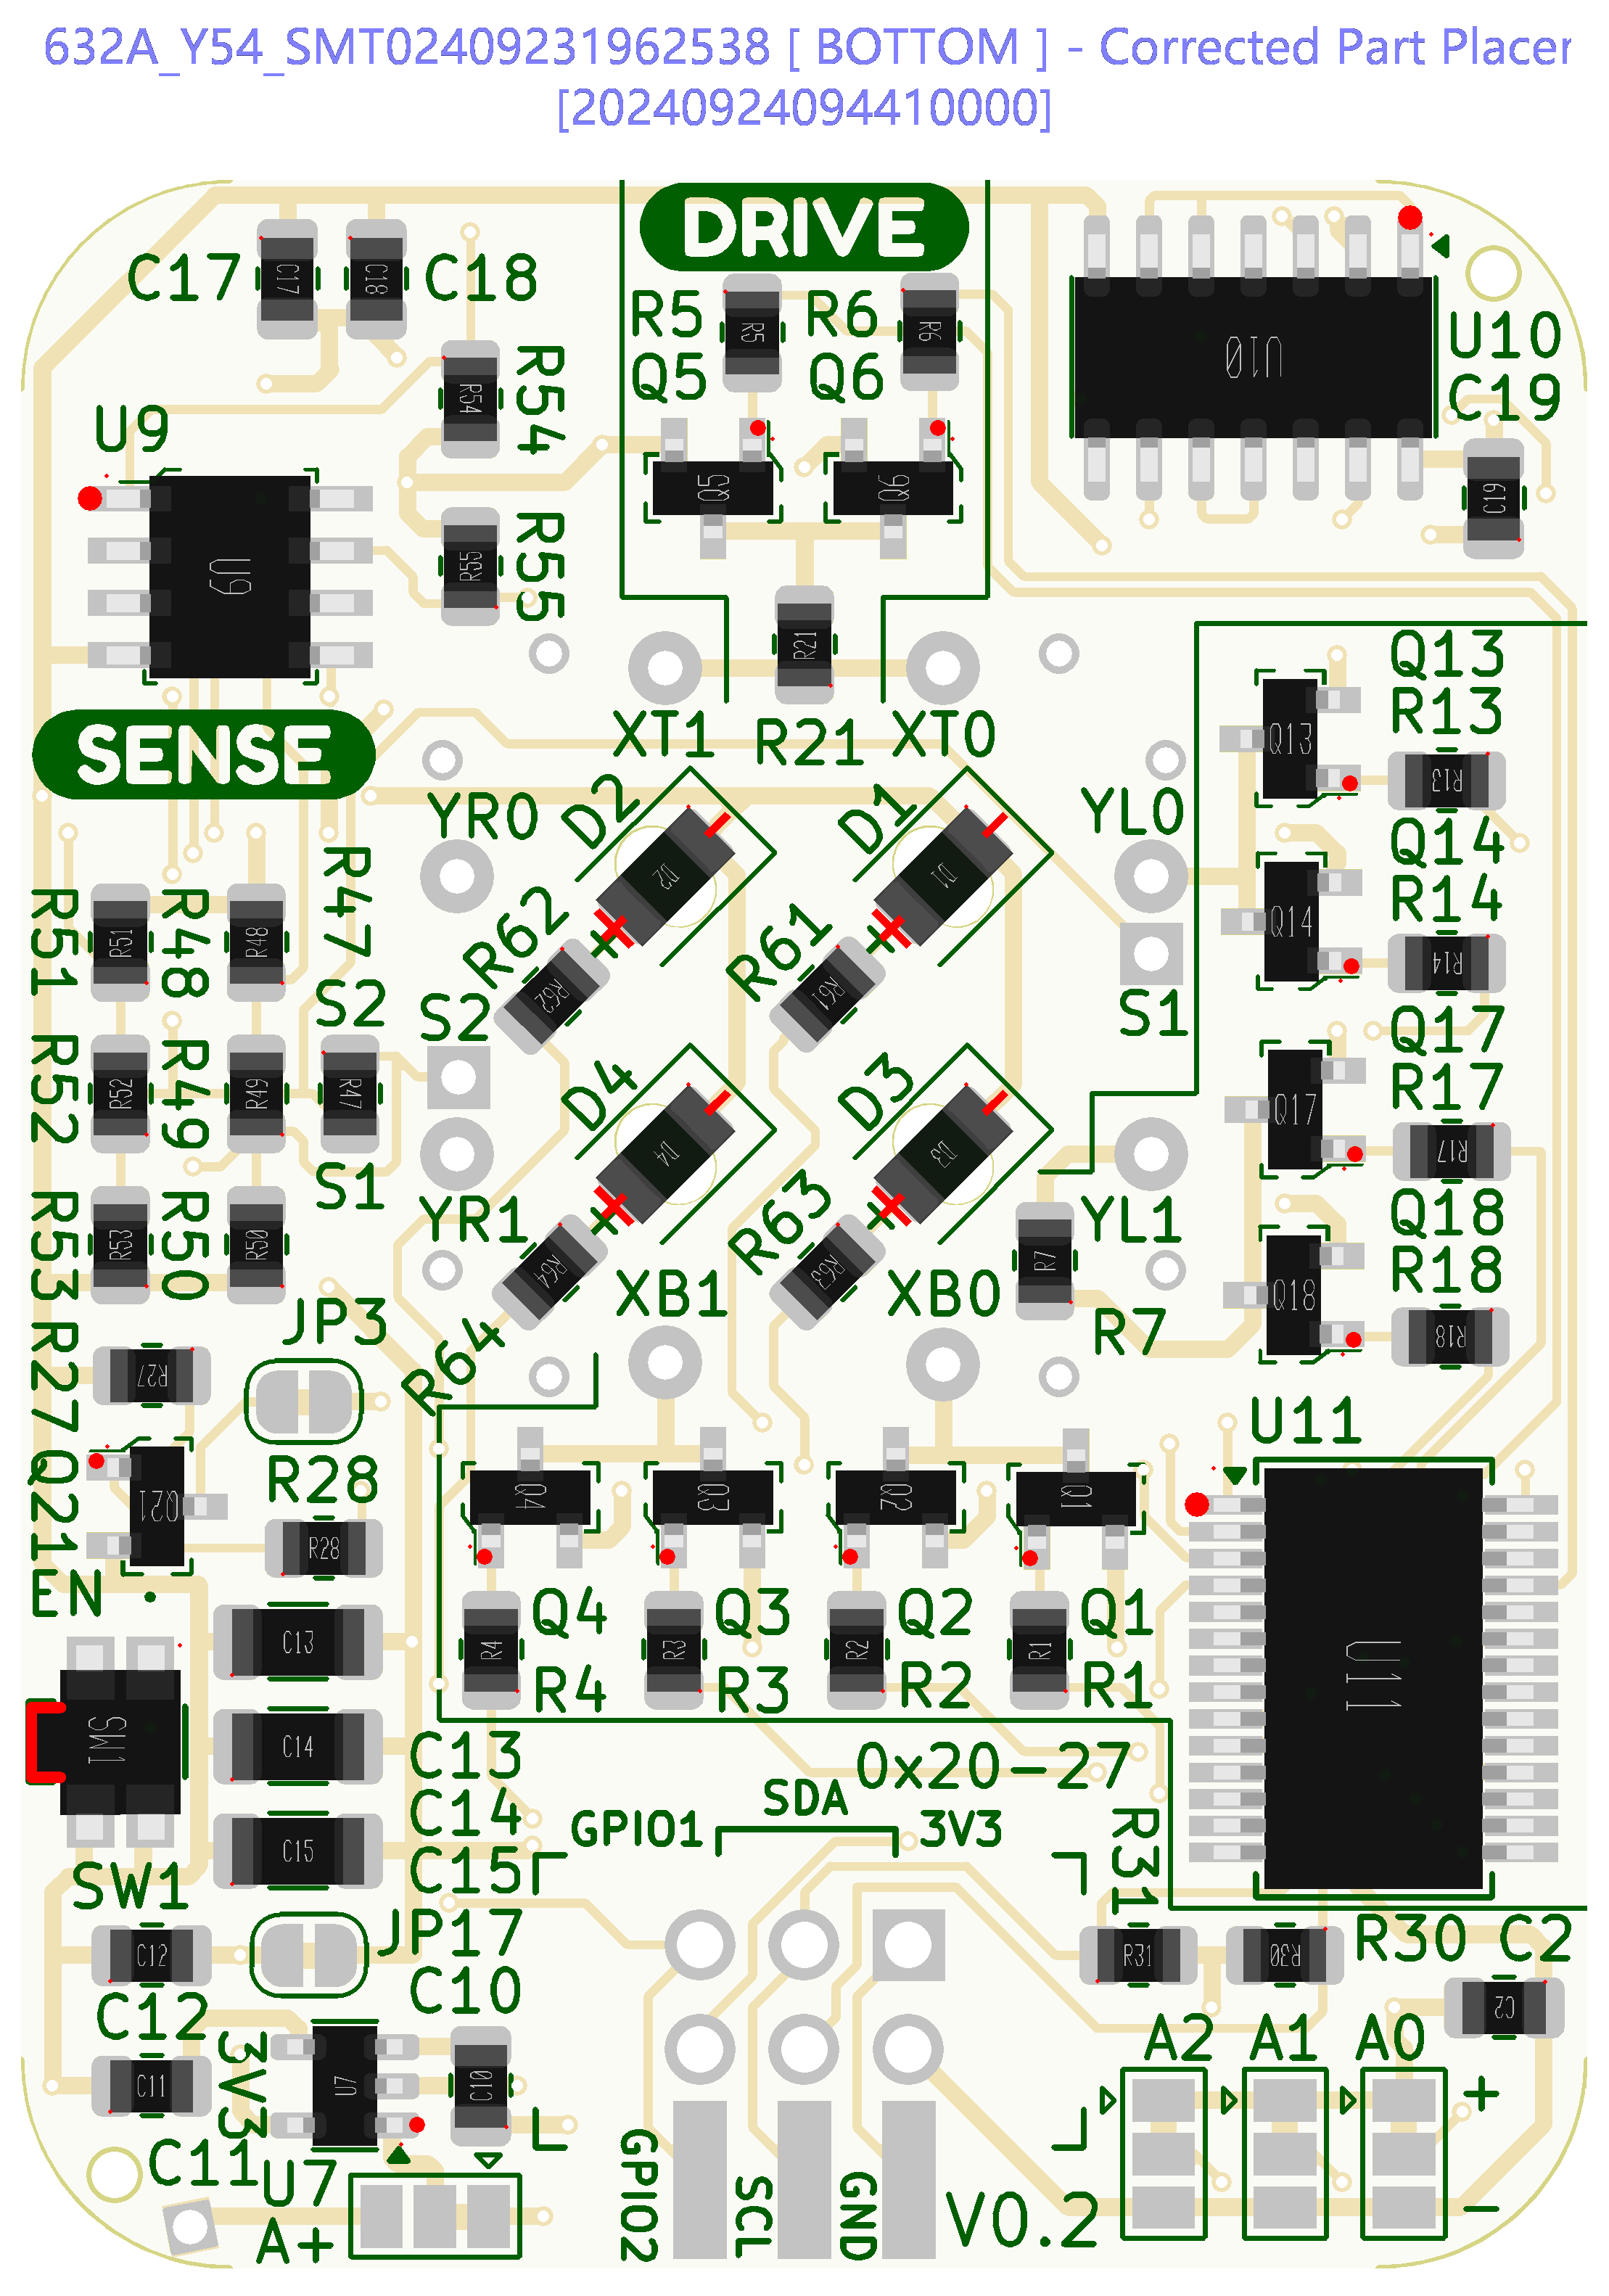 632A_Y54_SMT02409231962538 [ BOTTOM ] - Corrected Part Placer
[20240924094410000]
DRIVE
C17
C17
C18
C18
R5
R5
R6
R6
Q5
Q6
U10
U10
C19
C19
R54
R54
U9
Q5
Q6
U9
R55
R55
R21
Q13
R13
Q13
R13
XT1
R21
XT0
SENSE
YR0
D2
D2
D1
D1
YL0
Q14
R14
Q14
R14
R47
R51
R51
R48
R48
R62
R62
R61
R61
S2
S2
S1
Q17
R17
Q17
R17
R52
R52
R49
R49
R47
D4
D4
D3
D3
S1
YR1
YL1
Q18
R18
Q18
R18
R53
R53
R50
R50
R64
R64
R63
R63
R7
R7
XB1
XB0
JP3
R27
R27
U11
Q21
Q21
R28
R28
Q4
Q3
Q2
Q1
EN
C13
Q4
Q3
Q2
Q1
R4
R3
R2
R1
R4
R3
R2
R1
U11
SW1
C14
C13
0x20-27
C14
SDA
GPIO1
3V3
C15
C15
SW1
R31
JP17
C12
R31
R30
R30
C2
C10
C12
C2
3V3
A2
A1
A0
C11
U7
C10
+
C11
U7
GPIO2
SCL
GND
V0.2
A+
-